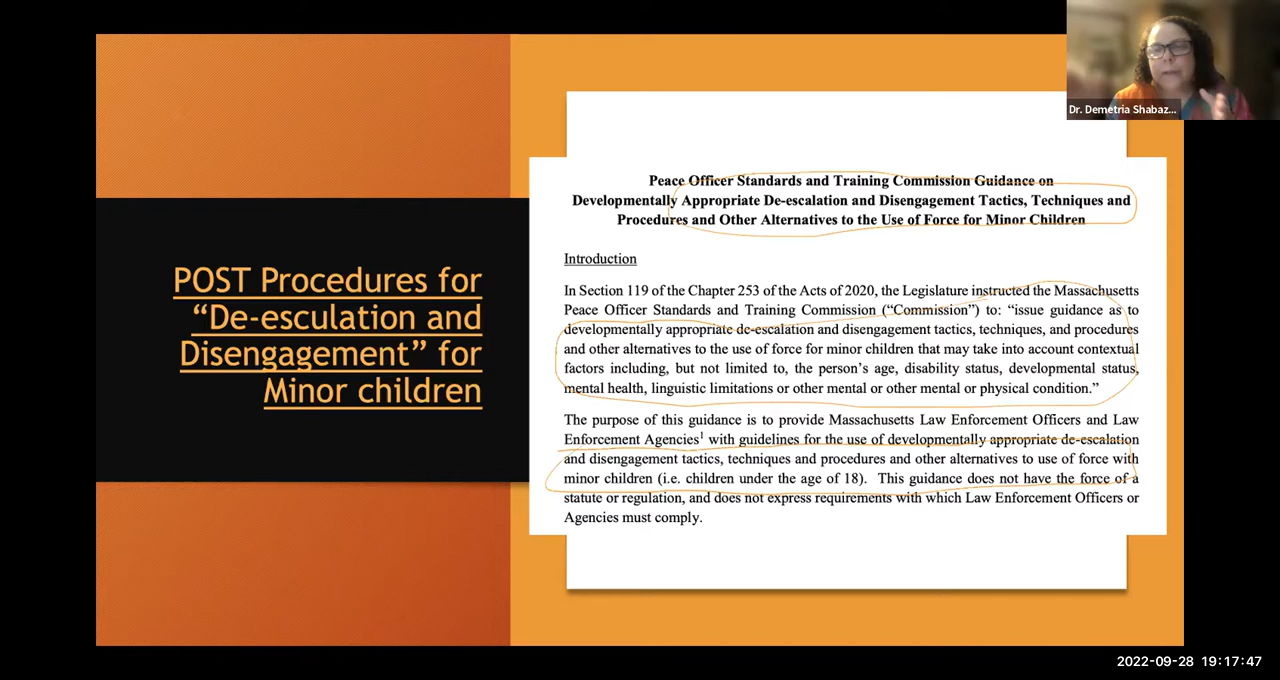 Dr. Demetria Shabaz...
POST Procedures for
“De-esculation and
Disengagement” for
Minor children
Peace Officer Standards and Training Commission Guidance on
Developmentally Appropriate De-escalation and Disengagement Tactics, Techniques and
Procedures and Other Alternatives to the Use of Force for Minor Children
Introduction
In Section 119 of the Chapter 253 of the Acts of 2020, the Legislature instructed the Massachusetts
Peace Officer Standards and Training Commission (“Commission”) to: “issue guidance as to
developmentally appropriate de-escalation and disengagement tactics, techniques, and procedures
and other alternatives to the use of force for minor children that may take into account contextual
factors including, but not limited to, the person’s age, disability status, developmental status,
mental health, linguistic limitations or other mental or other mental or physical condition.”
The purpose of this guidance is to provide Massachusetts Law Enforcement Officers and Law
Enforcement Agencies¹ with guidelines for the use of developmentally appropriate de-escalation
and disengagement tactics, techniques and procedures and other alternatives to use of force with
minor children (i.e. children under the age of 18). This guidance does not have the force of a
statute or regulation, and does not express requirements with which Law Enforcement Officers or
Agencies must comply.
2022-09-28 19:17:47